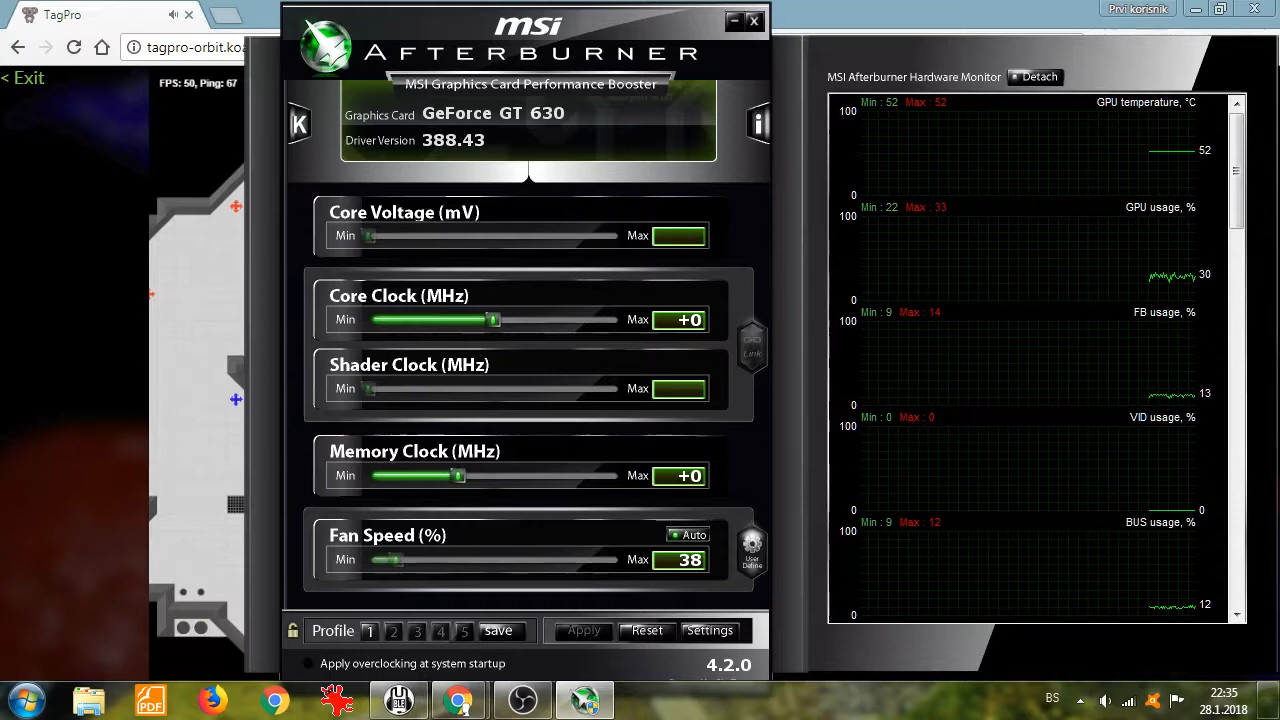 TagPro
Prvi korisnik
tagpro-orbit.koa
< Exit
FPS: 50, Ping: 67
msi
AFTERBURNER
MSI Graphics Card Performance Booster
K
i
Graphics Card GeForce GT 630
Driver Version 388.43
Core Voltage (mV)
Min Max
Core Clock (MHz)
Min Max +0
Shader Clock (MHz)
Min Max
Link
Memory Clock (MHz)
Min Max +0
Fan Speed (%) Auto
Min Max 38
User
Define
Profile 1 2 3 4 5 save
Apply Reset Settings
Apply overclocking at system startup 4.2.0
MSI Afterburner Hardware Monitor Detach
Min : 52 Max : 52 GPU temperature, °C
100
52
0
Min : 22 Max : 33 GPU usage, %
100
30
0
Min : 9 Max : 14 FB usage, %
100
13
0
Min : 0 Max : 0 VID usage, %
100
0
0
Min : 9 Max : 12 BUS usage, %
100
12
0
PDF
BS
22:35
28.1.2018